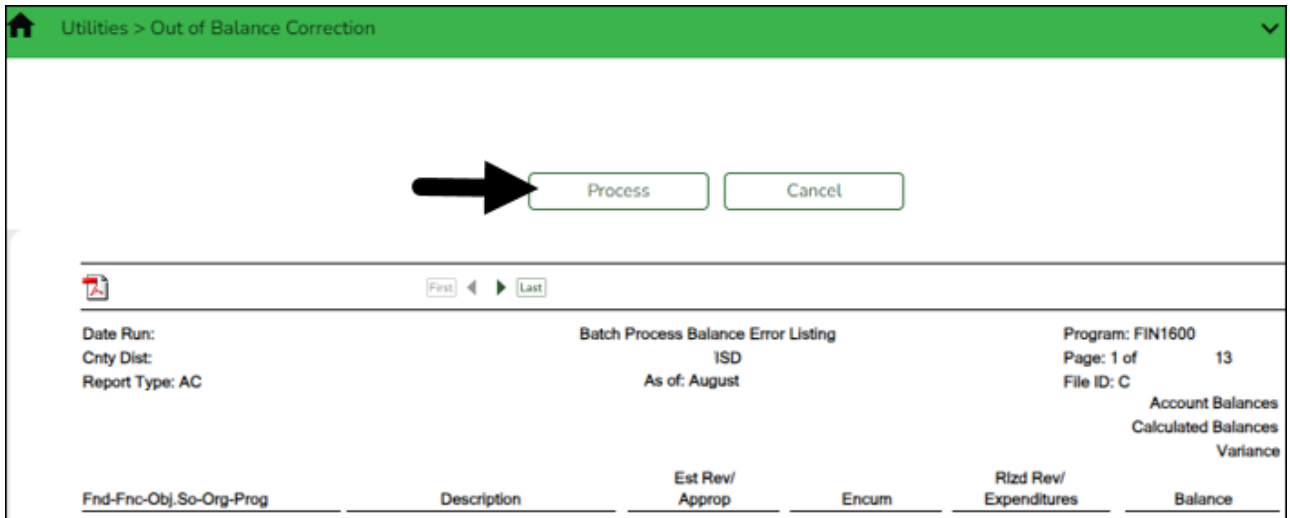 Utilities > Out of Balance Correction
Process Cancel
First Last
Date Run: Batch Process Balance Error Listing Program: FIN1600
Cnty Dist: ISD Page: 1 of 13
Report Type: AC As of: August File ID: C
Account Balances
Calculated Balances
Variance
Est Rev/ Rlzd Rev/
Fnd-Fnc-Obj.So-Org-Prog Description Approp Encum Expenditures Balance